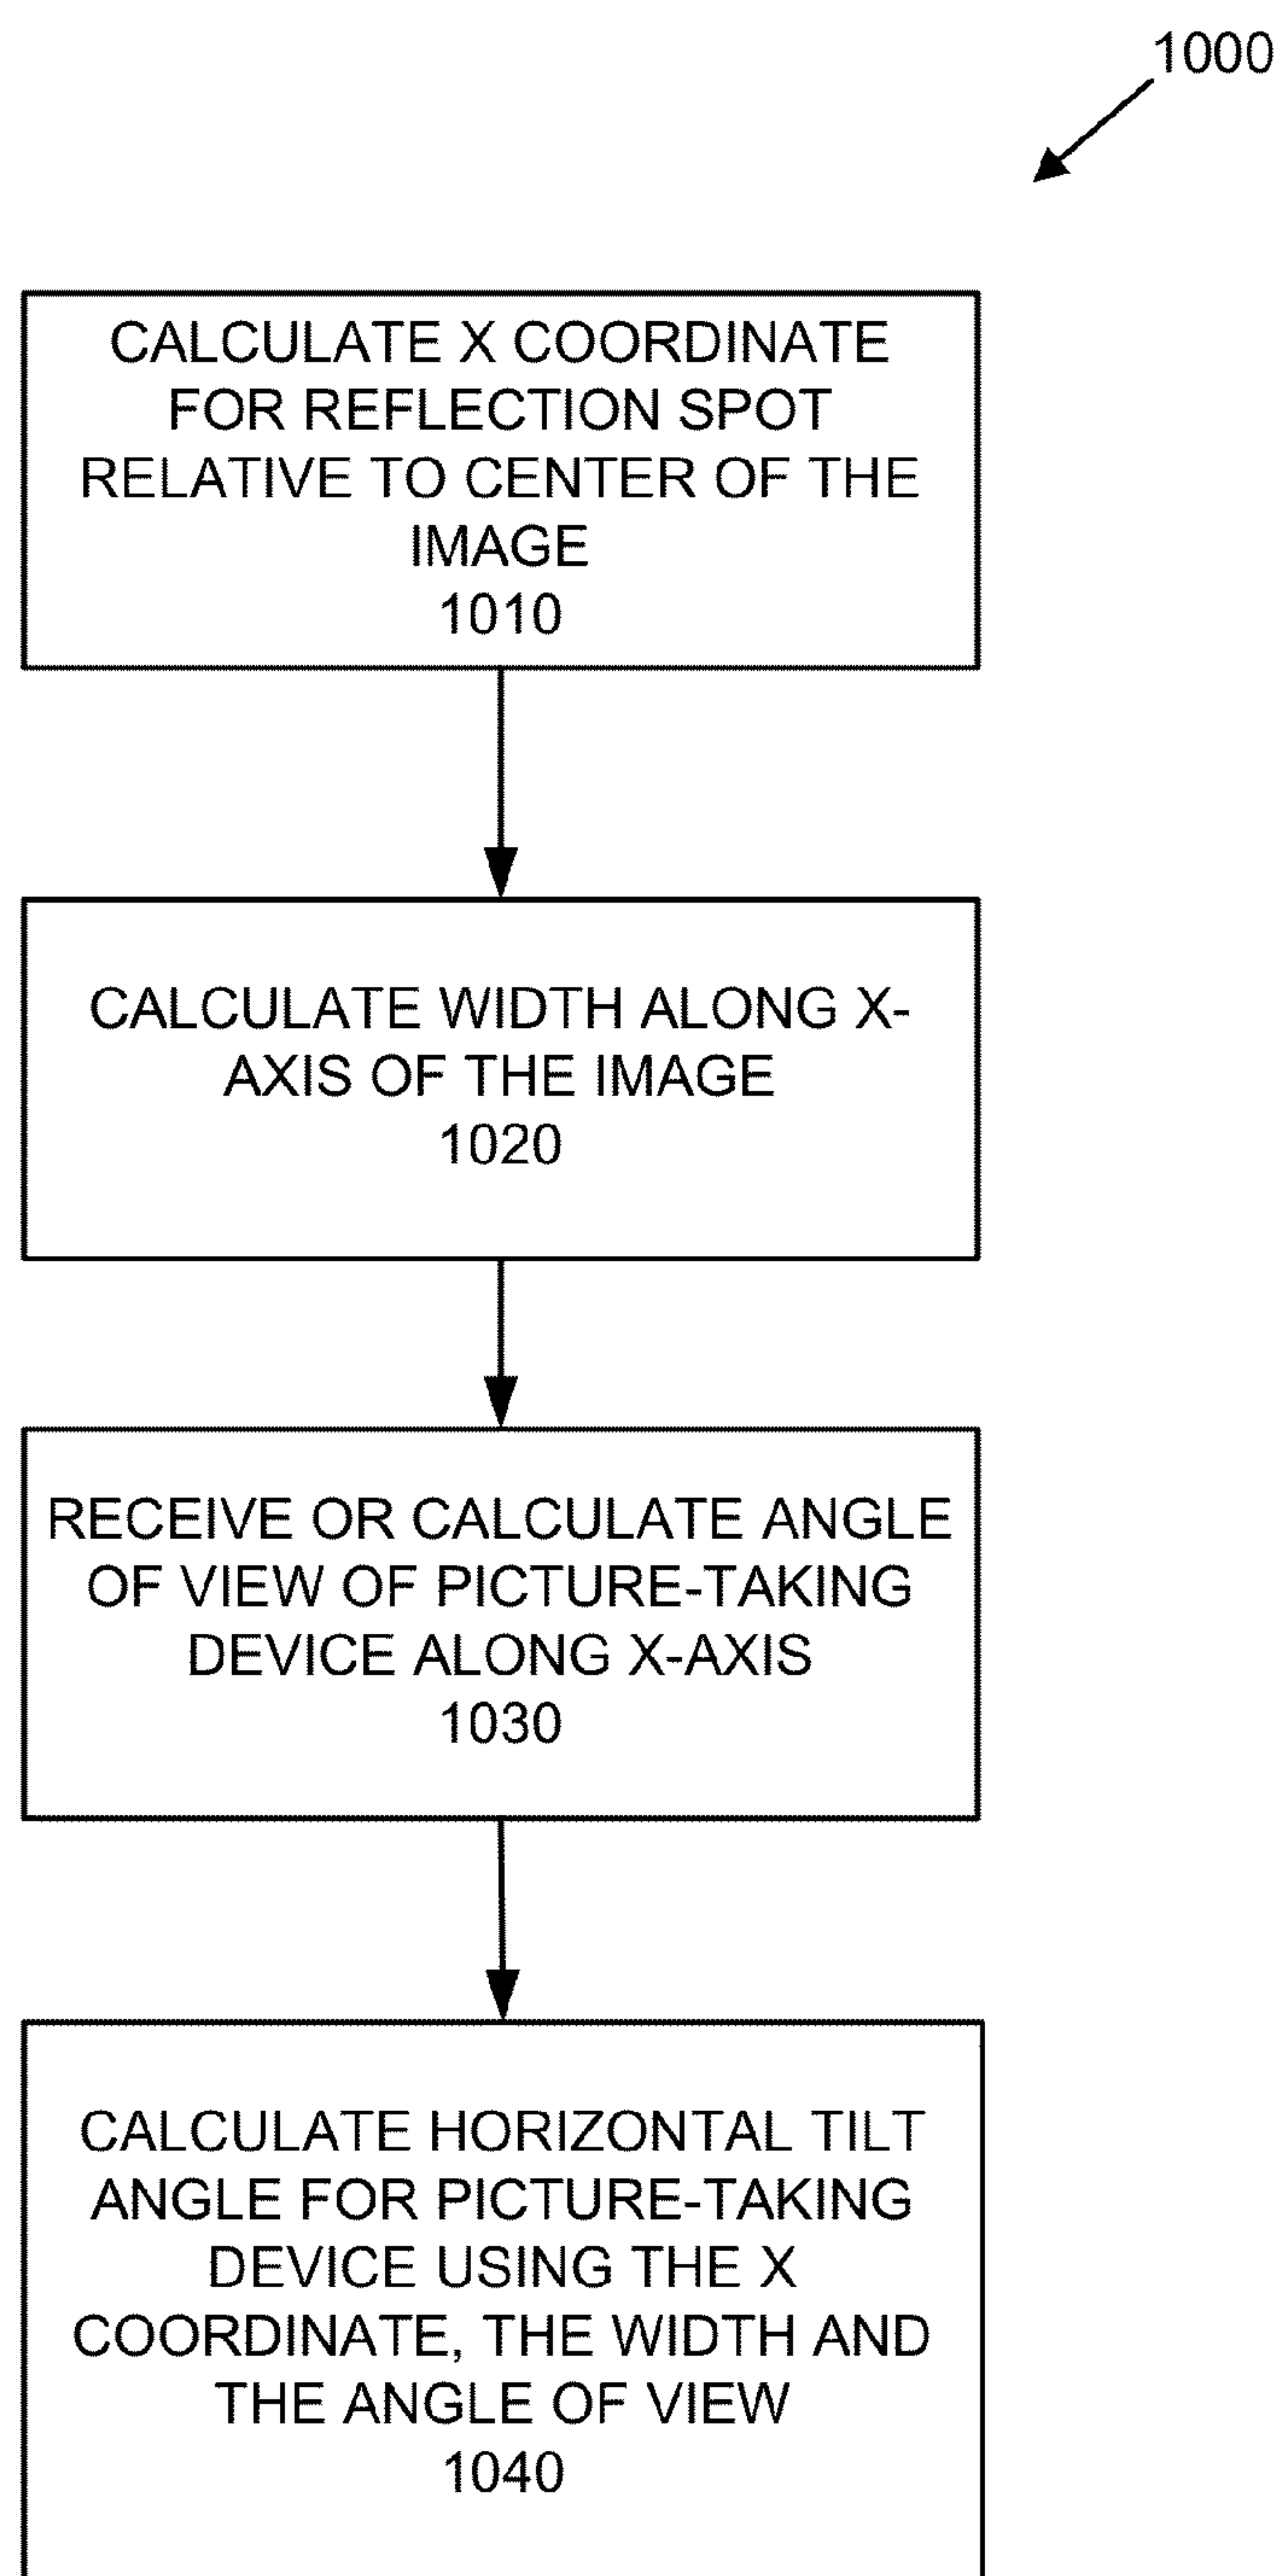 1000
CALCULATE X COORDINATE
FOR REFLECTION SPOT
RELATIVE TO CENTER OF THE
IMAGE
1010
CALCULATE WIDTH ALONG X-
AXIS OF THE IMAGE
1020
RECEIVE OR CALCULATE ANGLE
OF VIEW OF PICTURE-TAKING
DEVICE ALONG X-AXIS
1030
CALCULATE HORIZONTAL TILT
ANGLE FOR PICTURE-TAKING
DEVICE USING THE X
COORDINATE, THE WIDTH AND
THE ANGLE OF VIEW
1040